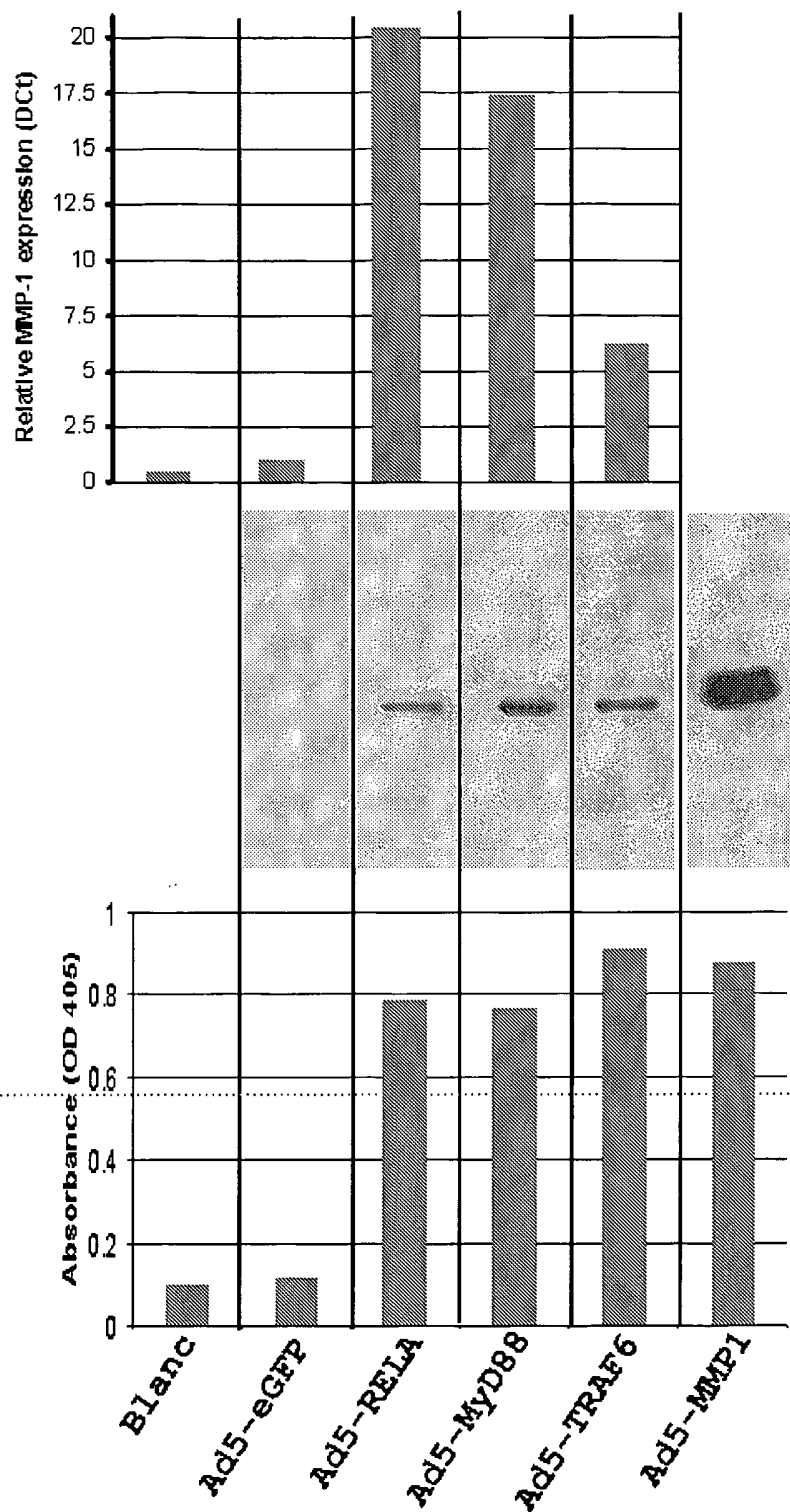 Relative MMP-1 expression (DCt)
20
17.5
15
12.5
10
7.5
5
2.5
0
Absorbance (OD 405)
1
0.8
0.6
0.4
0.2
0
Blanc
Ad5-eGFP
Ad5-RELA
Ad5-MyD88
Ad5-TRAF6
Ad5-MMP1